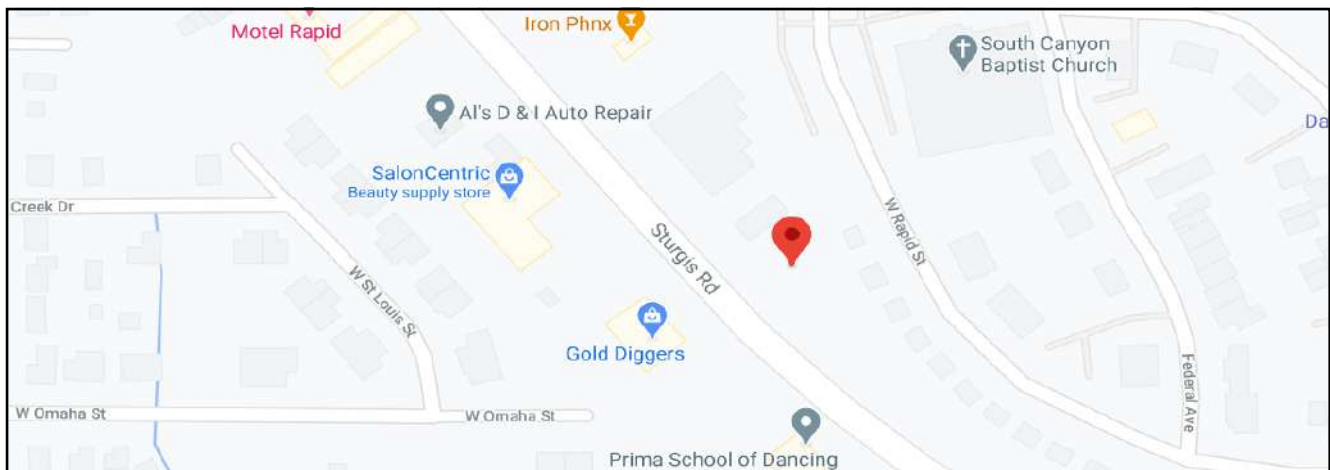 Motel Rapid
Iron Phnx
South Canyon
Baptist Church
Al's D & I Auto Repair
Da
SalonCentric
Beauty supply store
Creek Dr
W Rapid St
Sturgis Rd
W St Louis St
Gold Diggers
Federal Ave
W Omaha St
W Omaha St
Prima School of Dancing